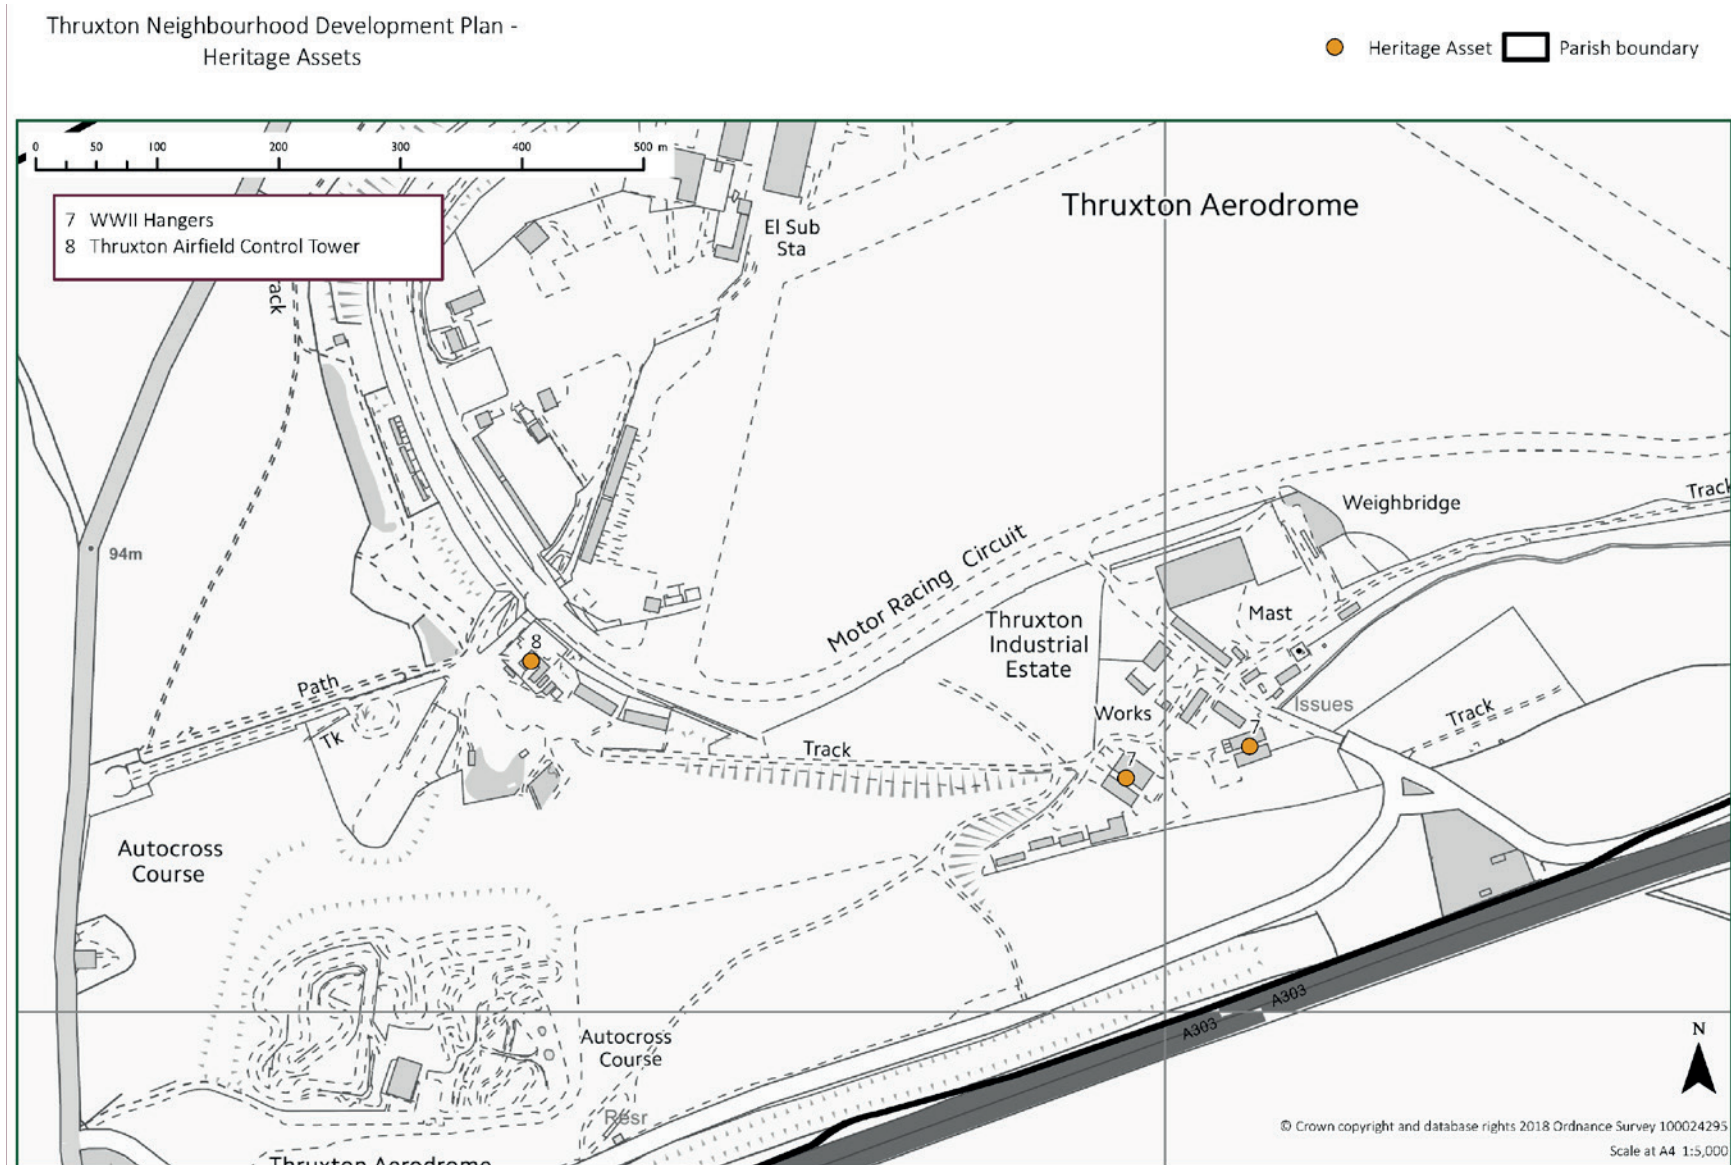 Thruxton Neighbourhood Development Plan -
Heritage Assets
Heritage Asset
Parish boundary
0 50 100 200 300 400 500 m
7 WWII Hangers
8 Thruxton Airfield Control Tower
Thruxton Aerodrome
El Sub
Sta
Track
94m
Motor Racing Circuit
Weighbridge
Track
Thruxton
Industrial
Estate
Mast
8
Path
Tk
Track
Works
Issues
7
7
Track
Autocross
Course
Autocross
Course
A303
A303
Resr
Thruxton Aerodrome
N
© Crown copyright and database rights 2018 Ordnance Survey 100024295
Scale at A4 1:5,000